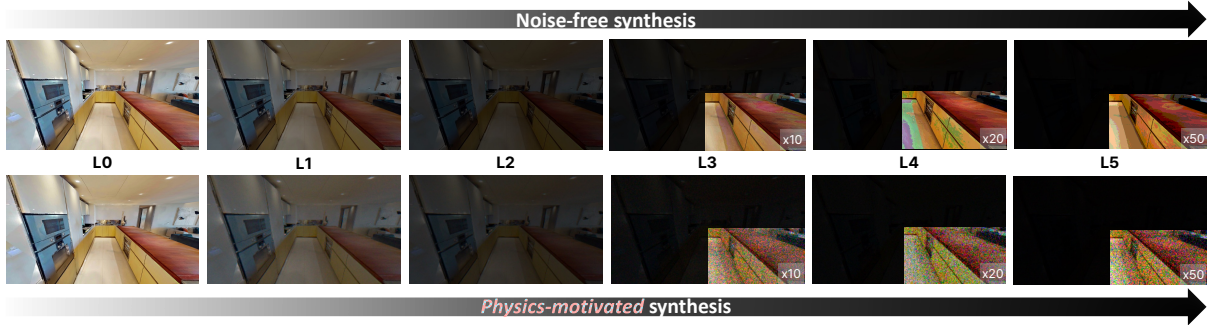 Noise-free synthesis
x10
x20
x50
L0
L1
L2
L3
L4
L5
x10
x20
x50
Physics-motivated synthesis